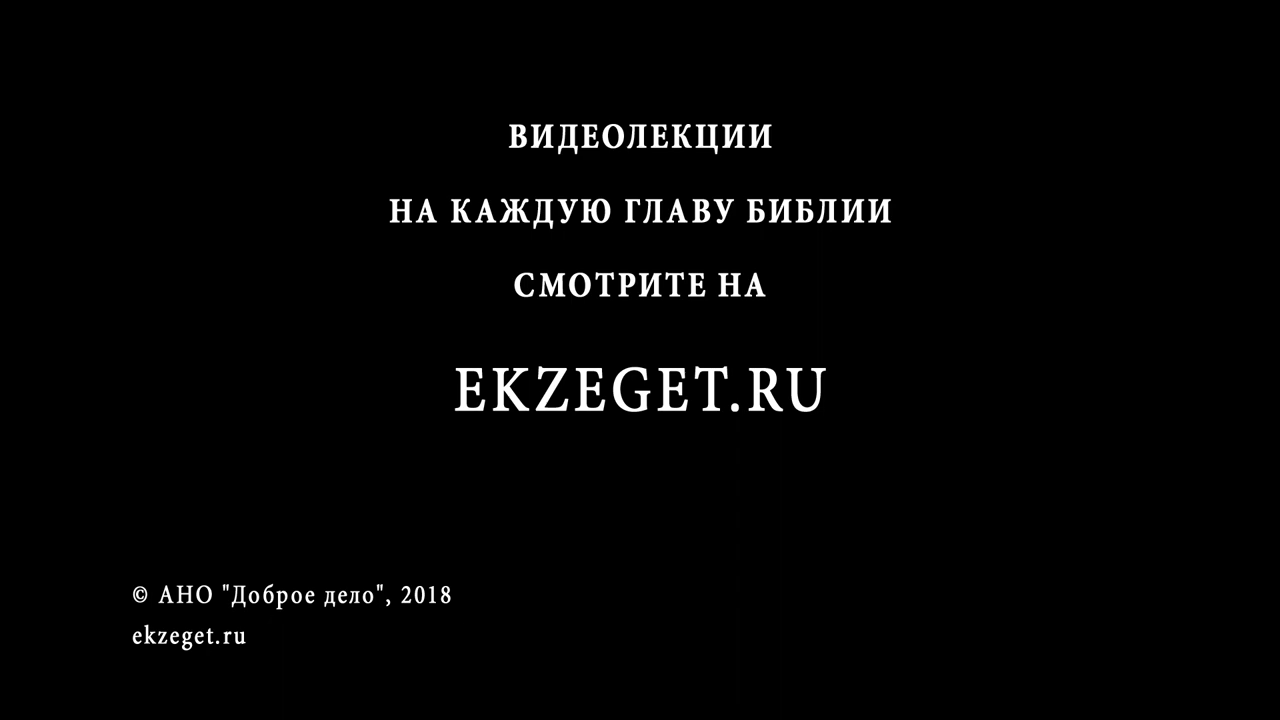 ВИДЕОЛЕКЦИИ
НА КАЖДУЮ ГЛАВУ БИБЛИИ
СМОТРИТЕ НА
EKZEGET.RU
© АНО "Доброе дело", 2018
ekzeget.ru